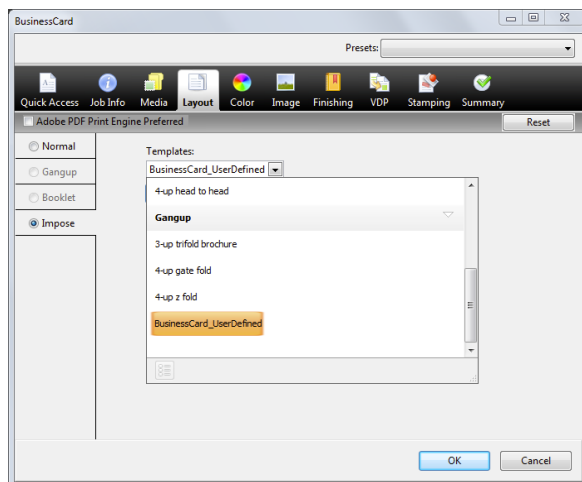 BusinessCard
Presets:
Quick Access Job Info Media Layout Color Image Finishing VDP Stamping Summary
Adobe PDF Print Engine Preferred Reset
Normal
Gangup
Booklet
Impose
Templates:
BusinessCard_UserDefined
4-up head to head
Gangup
3-up trifold brochure
4-up gate fold
4-up z fold
BusinessCard_UserDefined
OK Cancel